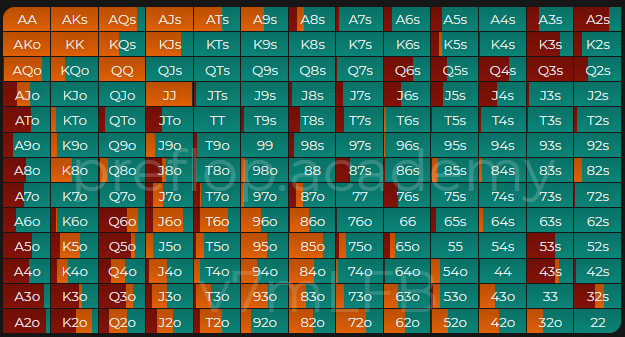 AA AKs AQs AJs ATs A9s A8s A7s A6s A5s A4s A3s A2s
AKo KK KQs KJs KTs K9s K8s K7s K6s K5s K4s K3s K2s
AQo KQo QQ QJs QTs Q9s Q8s Q7s Q6s Q5s Q4s Q3s Q2s
AJo KJo QJo JJ JTs J9s J8s J7s J6s J5s J4s J3s J2s
ATo KTo QTo JTo TT T9s T8s T7s T6s T5s T4s T3s T2s
A9o K9o Q9o J9o T9o 99 98s 97s 96s 95s 94s 93s 92s
A8o K8o Q8o J8o T8o 98o 88 87s 86s 85s 84s 83s 82s
preflop.academy
A7o K7o Q7o J7o T7o 97o 87o 77 76s 75s 74s 73s 72s
A6o K6o Q6o J6o T6o 96o 86o 76o 66 65s 64s 63s 62s
A5o K5o Q5o J5o T5o 95o 85o 75o 65o 55 54s 53s 52s
A4o K4o Q4o J4o T4o 94o 84o 74o 64o 54o 44 43s 42s
v7mLFB
A3o K3o Q3o J3o T3o 93o 83o 73o 63o 53o 43o 33 32s
A2o K2o Q2o J2o T2o 92o 82o 72o 62o 52o 42o 32o 22